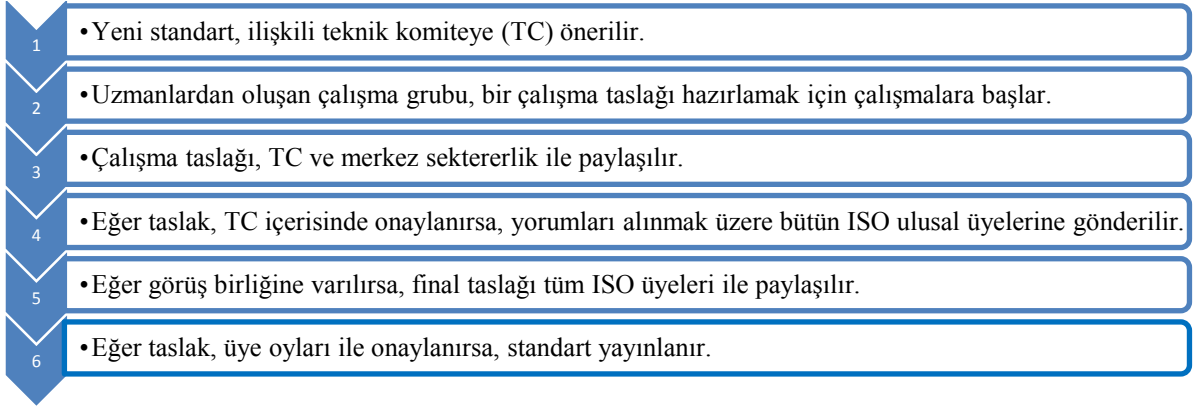 1
•Yeni standart, ilişkili teknik komiteye (TC) önerilir.
2
•Uzmanlardan oluşan çalışma grubu, bir çalışma taslağı hazırlamak için çalışmalara başlar.
3
•Çalışma taslağı, TC ve merkez sektererlik ile paylaşılır.
4
•Eğer taslak, TC içerisinde onaylanırsa, yorumları alınmak üzere bütün ISO ulusal üyelerine gönderilir.
5
•Eğer görüş birliğine varılırsa, final taslağı tüm ISO üyeleri ile paylaşılır.
6
•Eğer taslak, üye oyları ile onaylanırsa, standart yayınlanır.